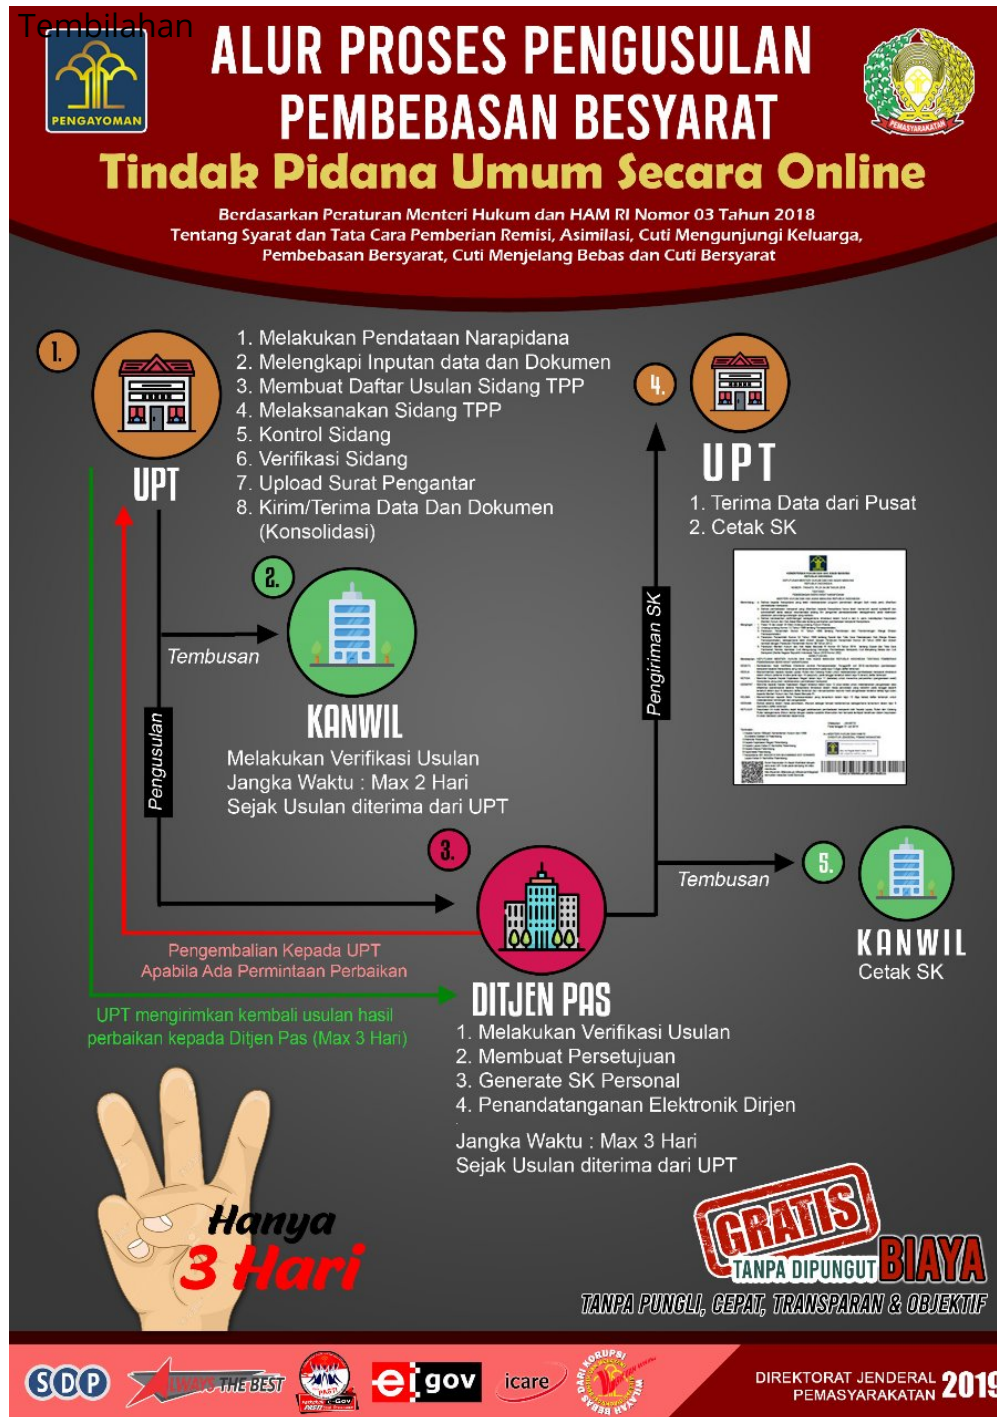 Tembilahan
PENGAYOMAN
ALUR PROSES PENGUSULAN
PEMBEBASAN BESYARAT
PEMASYARAKATAN
Tindak Pidana Umum Secara Online
Berdasarkan Peraturan Menteri Hukum dan HAM RI Nomor 03 Tahun 2018
Tentang Syarat dan Tata Cara Pemberian Remisi, Asimilasi, Cuti Mengunjungi Keluarga,
Pembebasan Bersyarat, Cuti Menjelang Bebas dan Cuti Bersyarat
1.
UPT
1. Melakukan Pendataan Narapidana
2. Melengkapi Inputan data dan Dokumen
3. Membuat Daftar Usulan Sidang TPP
4. Melaksanakan Sidang TPP
5. Kontrol Sidang
6. Verifikasi Sidang
7. Upload Surat Pengantar
8. Kirim/Terima Data Dan Dokumen
(Konsolidasi)
4.
UPT
1. Terima Data dari Pusat
2. Cetak SK
2.
Tembusan
KANWIL
Melakukan Verifikasi Usulan
Jangka Waktu : Max 2 Hari
Sejak Usulan diterima dari UPT
Pengusulan
Pengiriman SK
3.
Tembusan
5.
KANWIL
Cetak SK
Pengembalian Kepada UPT
Apabila Ada Permintaan Perbaikan
UPT mengirimkan kembali usulan hasil
perbaikan kepada Ditjen Pas (Max 3 Hari)
DITJEN PAS
1. Melakukan Verifikasi Usulan
2. Membuat Persetujuan
3. Generate SK Personal
4. Penandatanganan Elektronik Dirjen
Jangka Waktu : Max 3 Hari
Sejak Usulan diterima dari UPT
Hanya
3 Hari
GRATIS
TANPA DIPUNGUT BIAYA
TANPA PUNGLI, CEPAT, TRANSPARAN & OBJEKTIF
SDP
ALWAYS THE BEST
PASTI
e gov
icare
WILAYAH BEBAS DARI KORUPSI
DIREKTORAT JENDERAL
PEMASYARAKATAN 2019